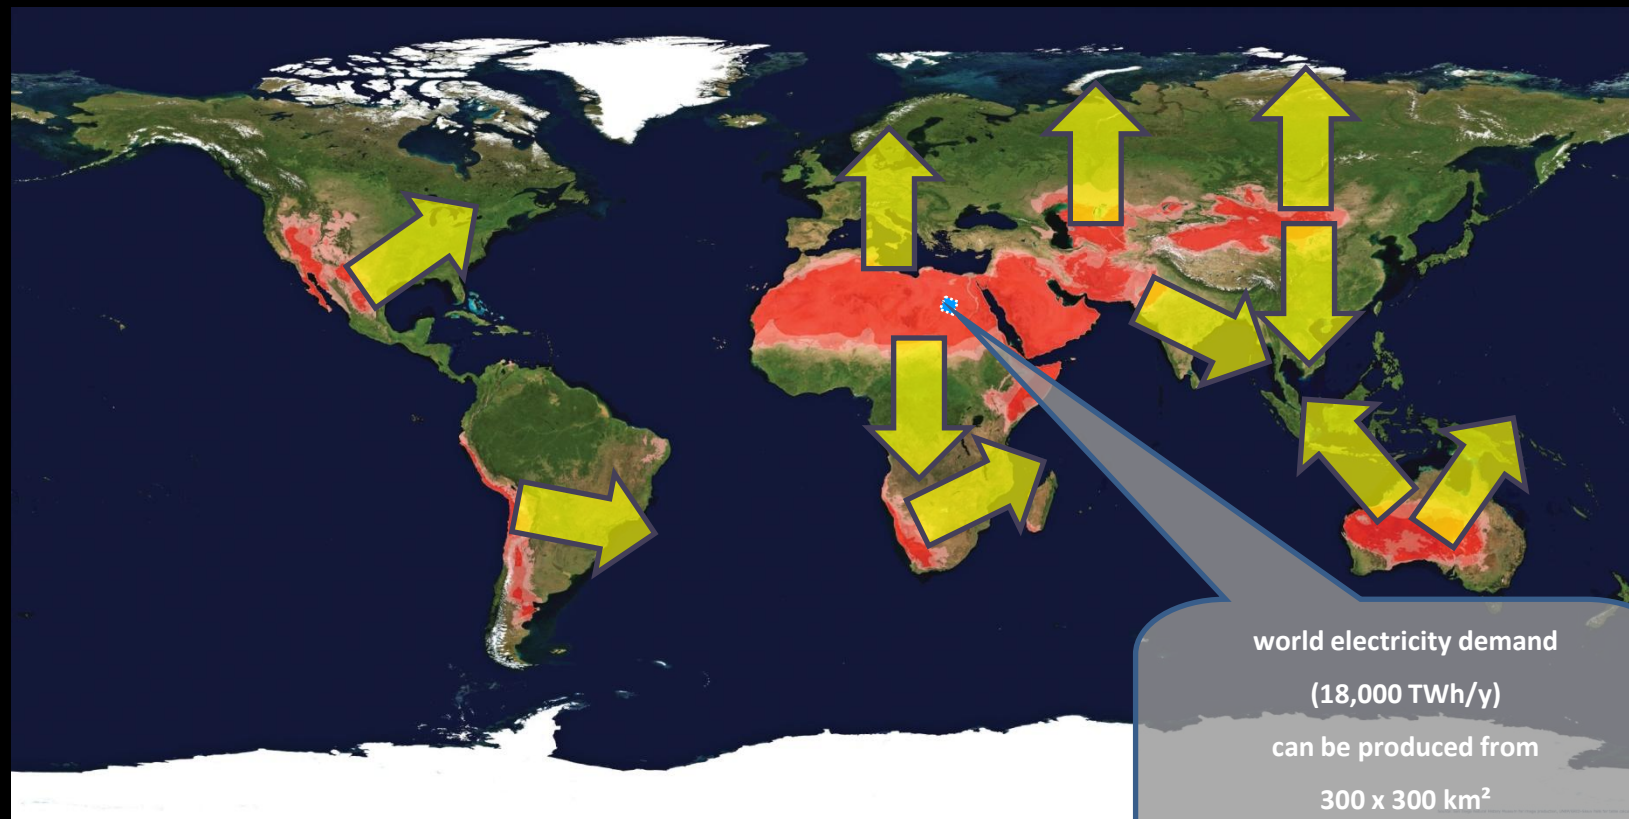 world electricity demand
(18,000 TWh/y)
can be produced from
300 x 300 km²